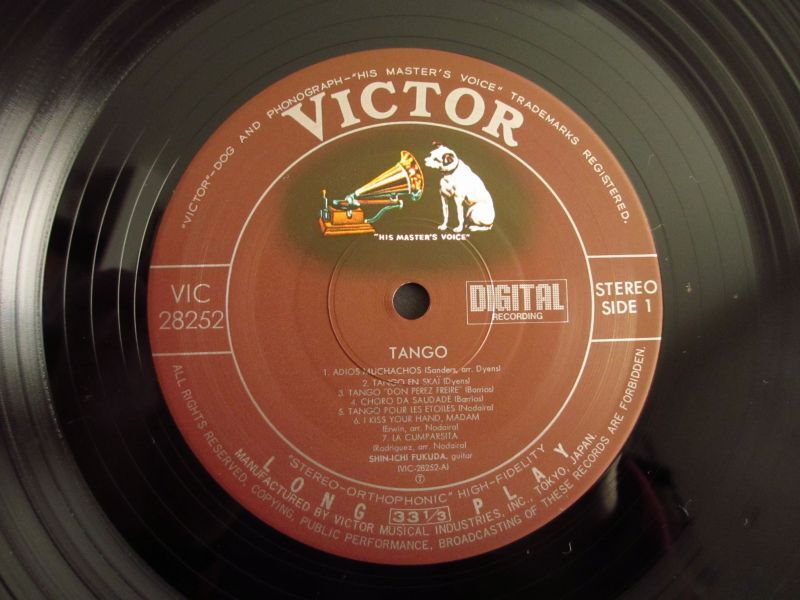 "VICTOR"—DOG AND PHONOGRAPH—"HIS MASTER'S VOICE" TRADEMARKS REGISTERED.
VICTOR
"HIS MASTER'S VOICE"
VIC
28252
DIGITAL
RECORDING
STEREO
SIDE 1
TANGO
1. ADIOS MUCHACHOS (Sanders, arr. Dyens)
2. TANGO EN SKAÏ (Dyens)
3. TANGO "DON PEREZ FREIRE" (Barrios)
4. CHORO DA SAUDADE (Barrios)
5. TANGO POUR LES ETOILES (Nodaira)
6. I KISS YOUR HAND, MADAM
(Erwin, arr. Nodaira)
7. LA CUMPARSITA
(Rodriguez, arr. Nodaira)
SHIN-ICHI FUKUDA, guitar
(VIC-28252-A)
"STEREO-ORTHOPHONIC" HIGH-FIDELITY
LONG 33 1/3 PLAY
MANUFACTURED BY VICTOR MUSICAL INDUSTRIES, INC., TOKYO, JAPAN.
ALL RIGHTS RESERVED. COPYING, PUBLIC PERFORMANCE, BROADCASTING OF THESE RECORDS ARE FORBIDDEN.